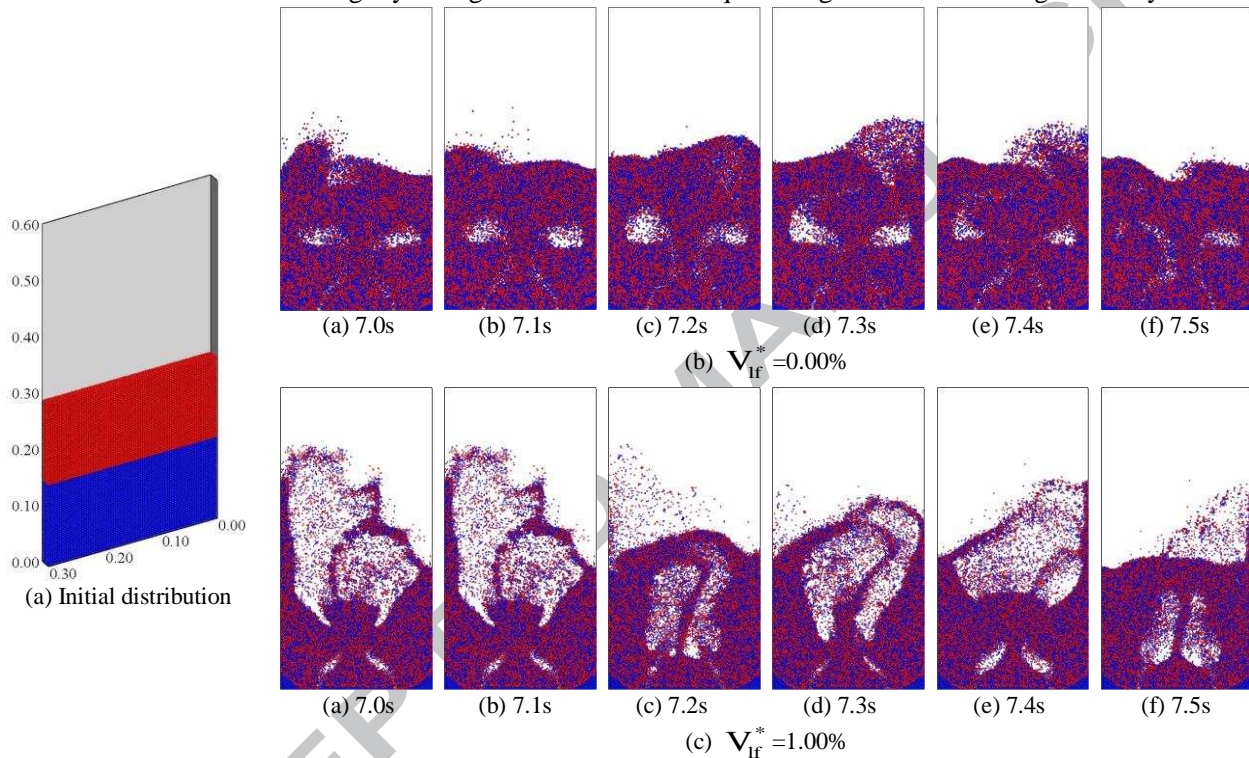 0.60
0.50
0.40
0.30
0.20
0.10
0.00
0.30
0.20
0.10
0.00
(a) Initial distribution
(a) 7.0s
(b) 7.1s
(c) 7.2s
(d) 7.3s
(e) 7.4s
(f) 7.5s
(b) V*lf =0.00%
(a) 7.0s
(b) 7.1s
(c) 7.2s
(d) 7.3s
(e) 7.4s
(f) 7.5s
(c) V*lf =1.00%